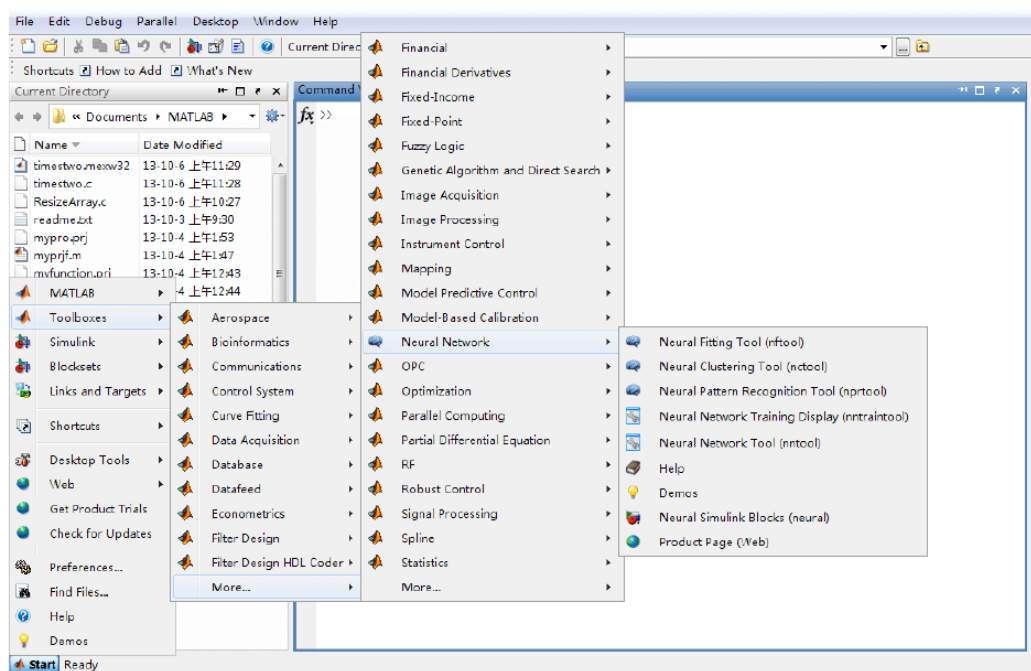 File Edit Debug Parallel Desktop Window Help
Current Direc
Shortcuts How to Add What's New
Current Directory
Command
« Documents MATLAB
fx >>
Name Date Modified
timestwo.mexw32 13-10-6 上午11:29
timestwo.c 13-10-6 上午11:28
ResizeArray.c 13-10-6 上午10:27
readme.txt 13-10-3 上午9:30
mypro.prj 13-10-4 上午1:53
myprjf.m 13-10-4 上午1:47
myfunction.prj 13-10-4 上午12:43
-4 上午12:44
MATLAB
Toolboxes
Simulink
Blocksets
Links and Targets
Shortcuts
Desktop Tools
Web
Get Product Trials
Check for Updates
Preferences...
Find Files...
Help
Demos
Start Ready
Aerospace
Bioinformatics
Communications
Control System
Curve Fitting
Data Acquisition
Database
Datafeed
Econometrics
Filter Design
Filter Design HDL Coder
More...
Financial
Financial Derivatives
Fixed-Income
Fixed-Point
Fuzzy Logic
Genetic Algorithm and Direct Search
Image Acquisition
Image Processing
Instrument Control
Mapping
Model Predictive Control
Model-Based Calibration
Neural Network
OPC
Optimization
Parallel Computing
Partial Differential Equation
RF
Robust Control
Signal Processing
Spline
Statistics
More...
Neural Fitting Tool (nftool)
Neural Clustering Tool (nctool)
Neural Pattern Recognition Tool (nprtool)
Neural Network Training Display (nntraintool)
Neural Network Tool (nntool)
Help
Demos
Neural Simulink Blocks (neural)
Product Page (Web)